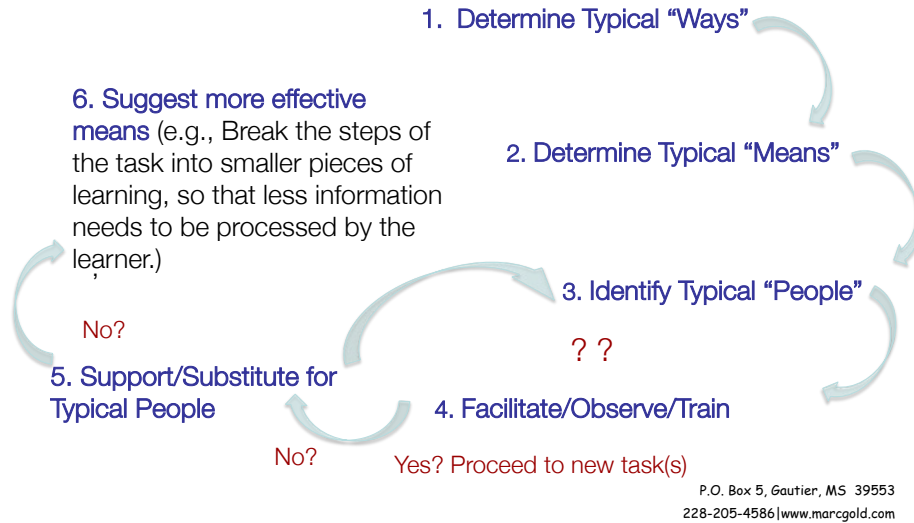 1. Determine Typical “Ways”
2. Determine Typical “Means”
3. Identify Typical “People”
? ?
4. Facilitate/Observe/Train
Yes? Proceed to new task(s)
No?
5. Support/Substitute for
Typical People
No?
6. Suggest more effective
means (e.g., Break the steps of
the task into smaller pieces of
learning, so that less information
needs to be processed by the
learner.)
,
P.O. Box 5, Gautier, MS 39553
228-205-4586|www.marcgold.com